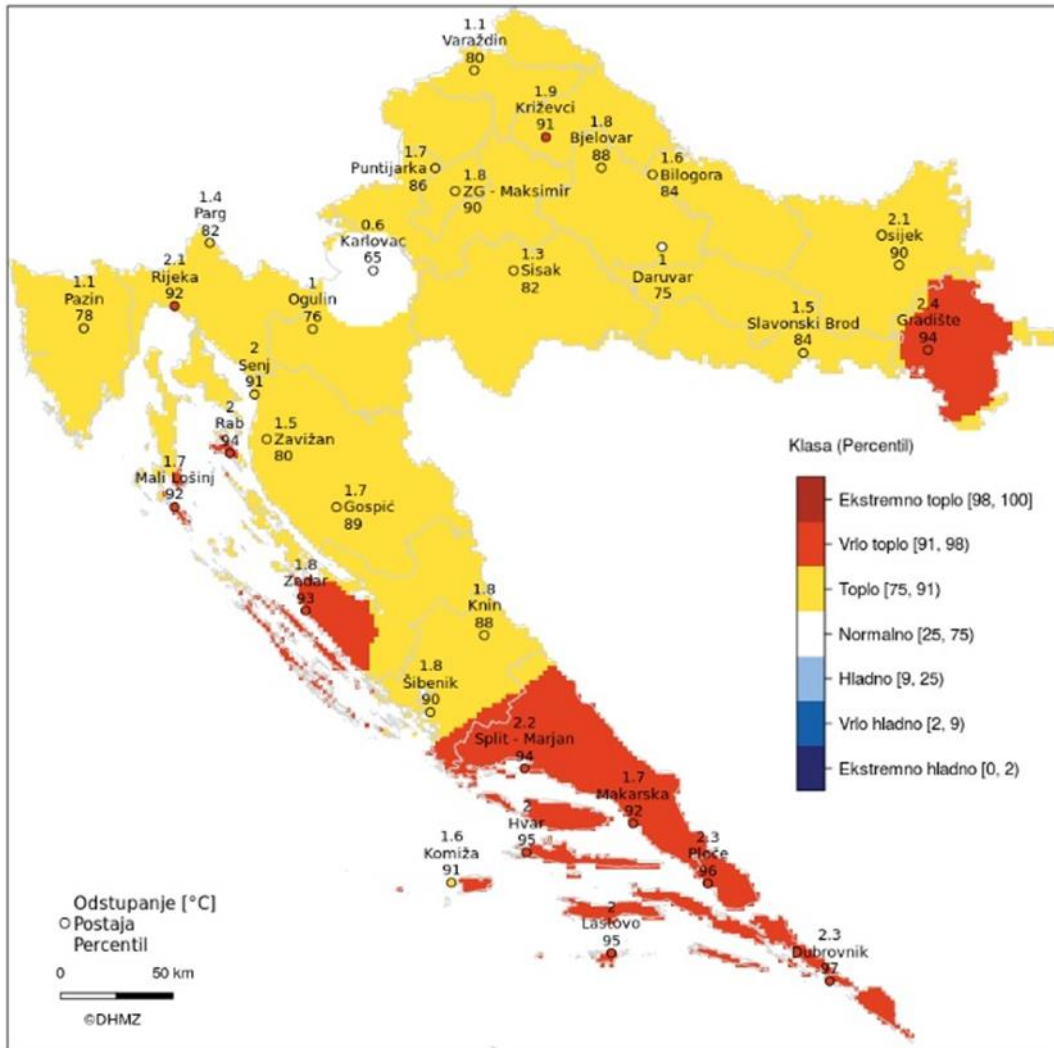 1.1
Varaždin
80
1.9
Križevci
91
1.8
Bjelovar
88
1.7
Puntijarka
86
1.8
ZG - Maksimir
90
1.6
Bilogora
84
1.4
Parg
82
0.6
Karlovac
65
1.3
Sisak
82
1
Daruvar
75
2.1
Osijek
90
1.1
Pazin
78
2.1
Rijeka
92
1
Ogulin
76
1.5
Slavonski Brod
84
2.4
Gradište
94
2
Senj
91
2
Rab
94
1.5
Zavižan
80
1.7
Mali Lošinj
92
1.7
Gospić
89
1.8
Zadar
93
1.8
Knin
88
1.8
Šibenik
90
2.2
Split - Marjan
94
1.7
Makarska
92
2
Hvar
95
1.6
Komiža
91
2.3
Ploče
96
2
Lastovo
95
2.3
Dubrovnik
97
Klasa (Percentil)
Ekstremno toplo [98, 100]
Vrlo toplo [91, 98)
Toplo [75, 91)
Normalno [25, 75)
Hladno [9, 25)
Vrlo hladno [2, 9)
Ekstremno hladno [0, 2)
Odstupanje [°C]
Postaja
Percentil
0 50 km
©DHMZ